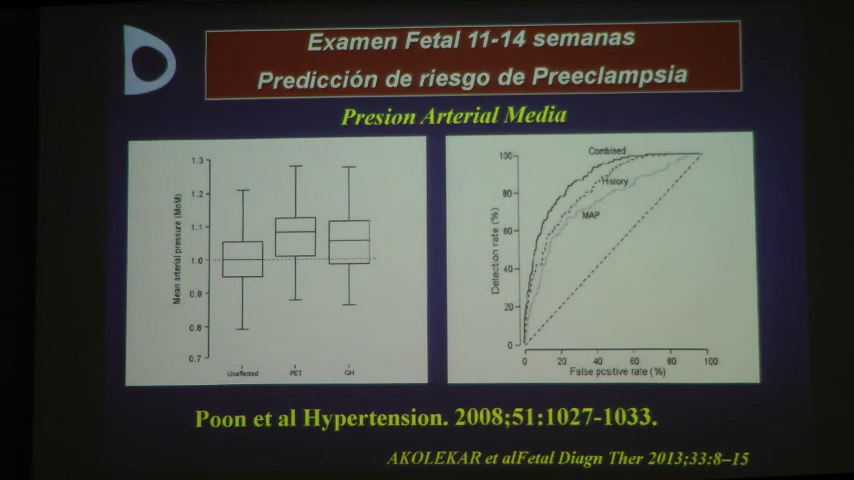 Examen Fetal 11-14 semanas
Predicción de riesgo de Preeclampsia
Presion Arterial Media
Mean arterial pressure (MoM)
1.3
1.2
1.1
1.0
0.9
0.8
0.7
Unaffected
PET
GH
Detection rate (%)
100
80
60
40
20
0
Combined
History
MAP
0
20
40
60
80
100
False positive rate (%)
Poon et al Hypertension. 2008;51:1027-1033.
AKOLEKAR et alFetal Diagn Ther 2013;33:8–15